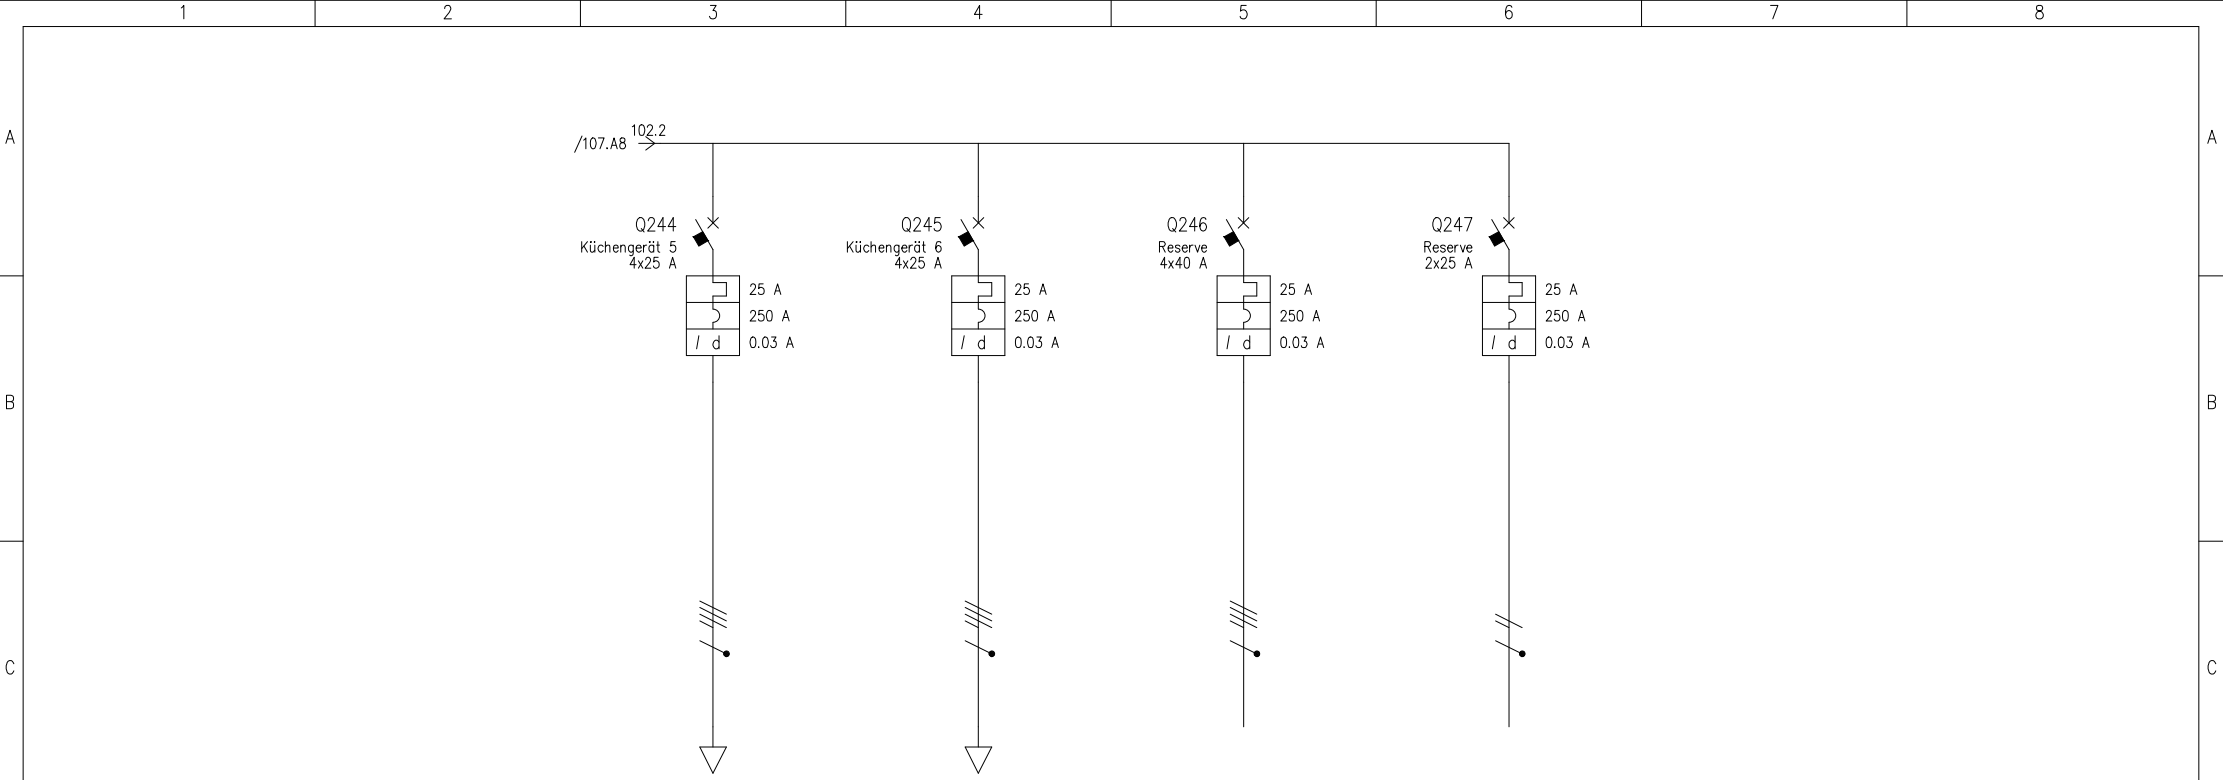 1 2 3 4 5 6 7 8
A A
102.2
/107.A8
Q244 Q245 Q246 Q247
Küchengerät 5 Küchengerät 6 Reserve Reserve
4x25 A 4x25 A 4x40 A 2x25 A
25 A 25 A 25 A 25 A
250 A 250 A 250 A 250 A
I d 0.03 A I d 0.03 A I d 0.03 A I d 0.03 A
B B
C C